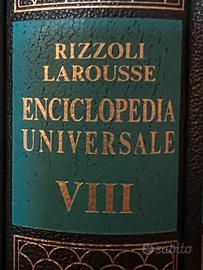 RIZZOLI
LAROUSSE
ENCICLOPEDIA
UNIVERSALE
VIII
subito